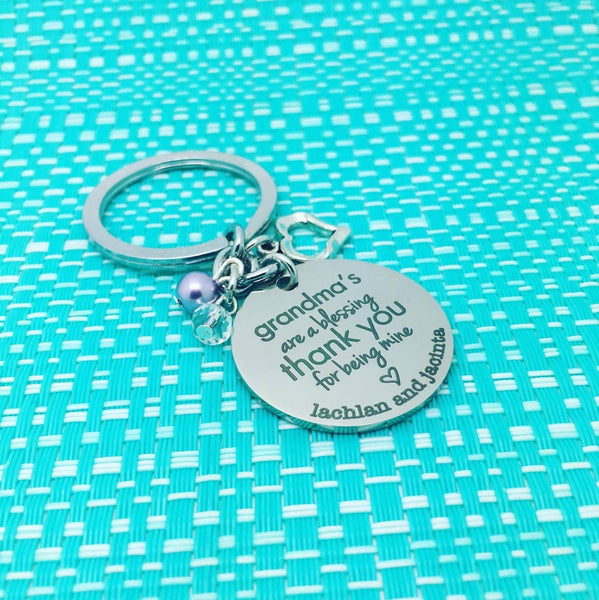 grandma's
are a blessing
thank you
for being mine
lachlan and jacinta